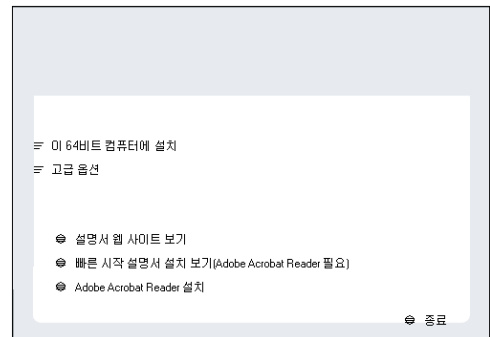 이 64비트 컴퓨터에 설치
고급 옵션
설명서 웹 사이트 보기
빠른 시작 설명서 설치 보기(Adobe Acrobat Reader 필요)
Adobe Acrobat Reader 설치
종료